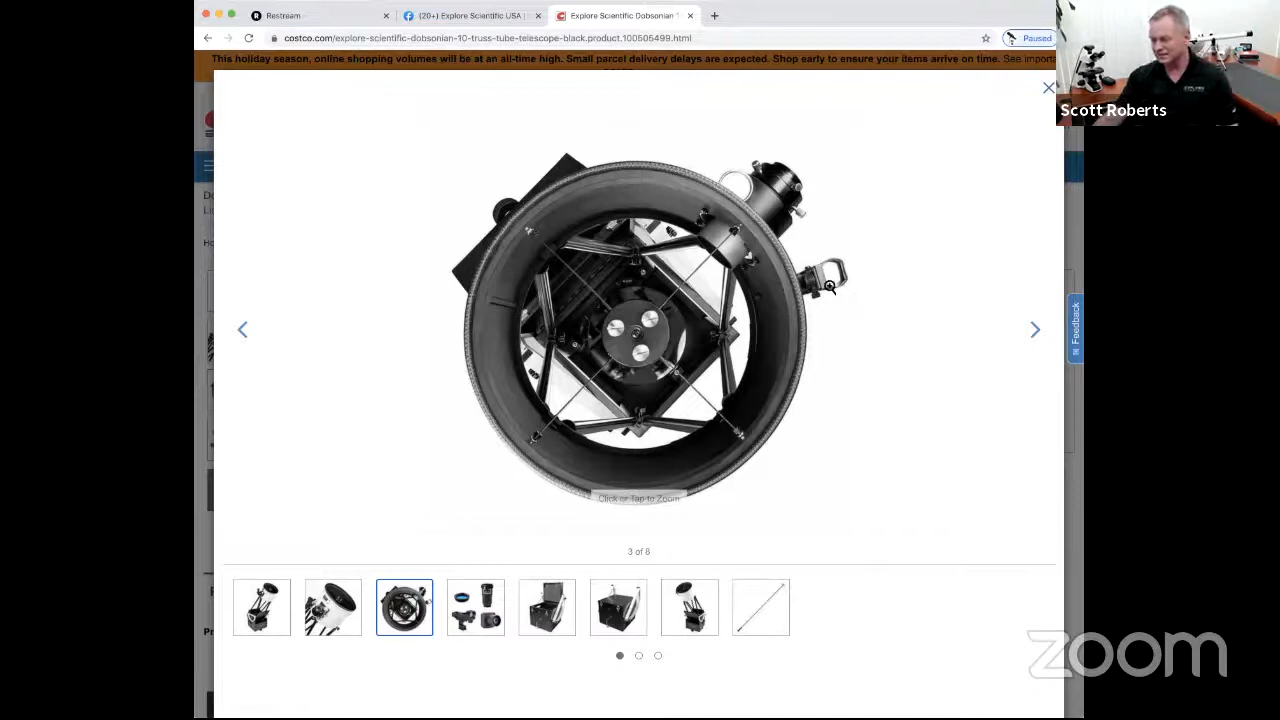 Restream
(20+) Explore Scientific USA |
Explore Scientific Dobsonian 1
costco.com/explore-scientific-dobsonian-10-truss-tube-telescope-black.product.100506499.html
Paused
This holiday season, online shopping volumes will be at an all-time high. Small parcel delivery delays are expected. Shop early to ensure your items arrive on time. See importa
Scott Roberts
Feedback
Click or Tap to Zoom
3 of 8
zoom